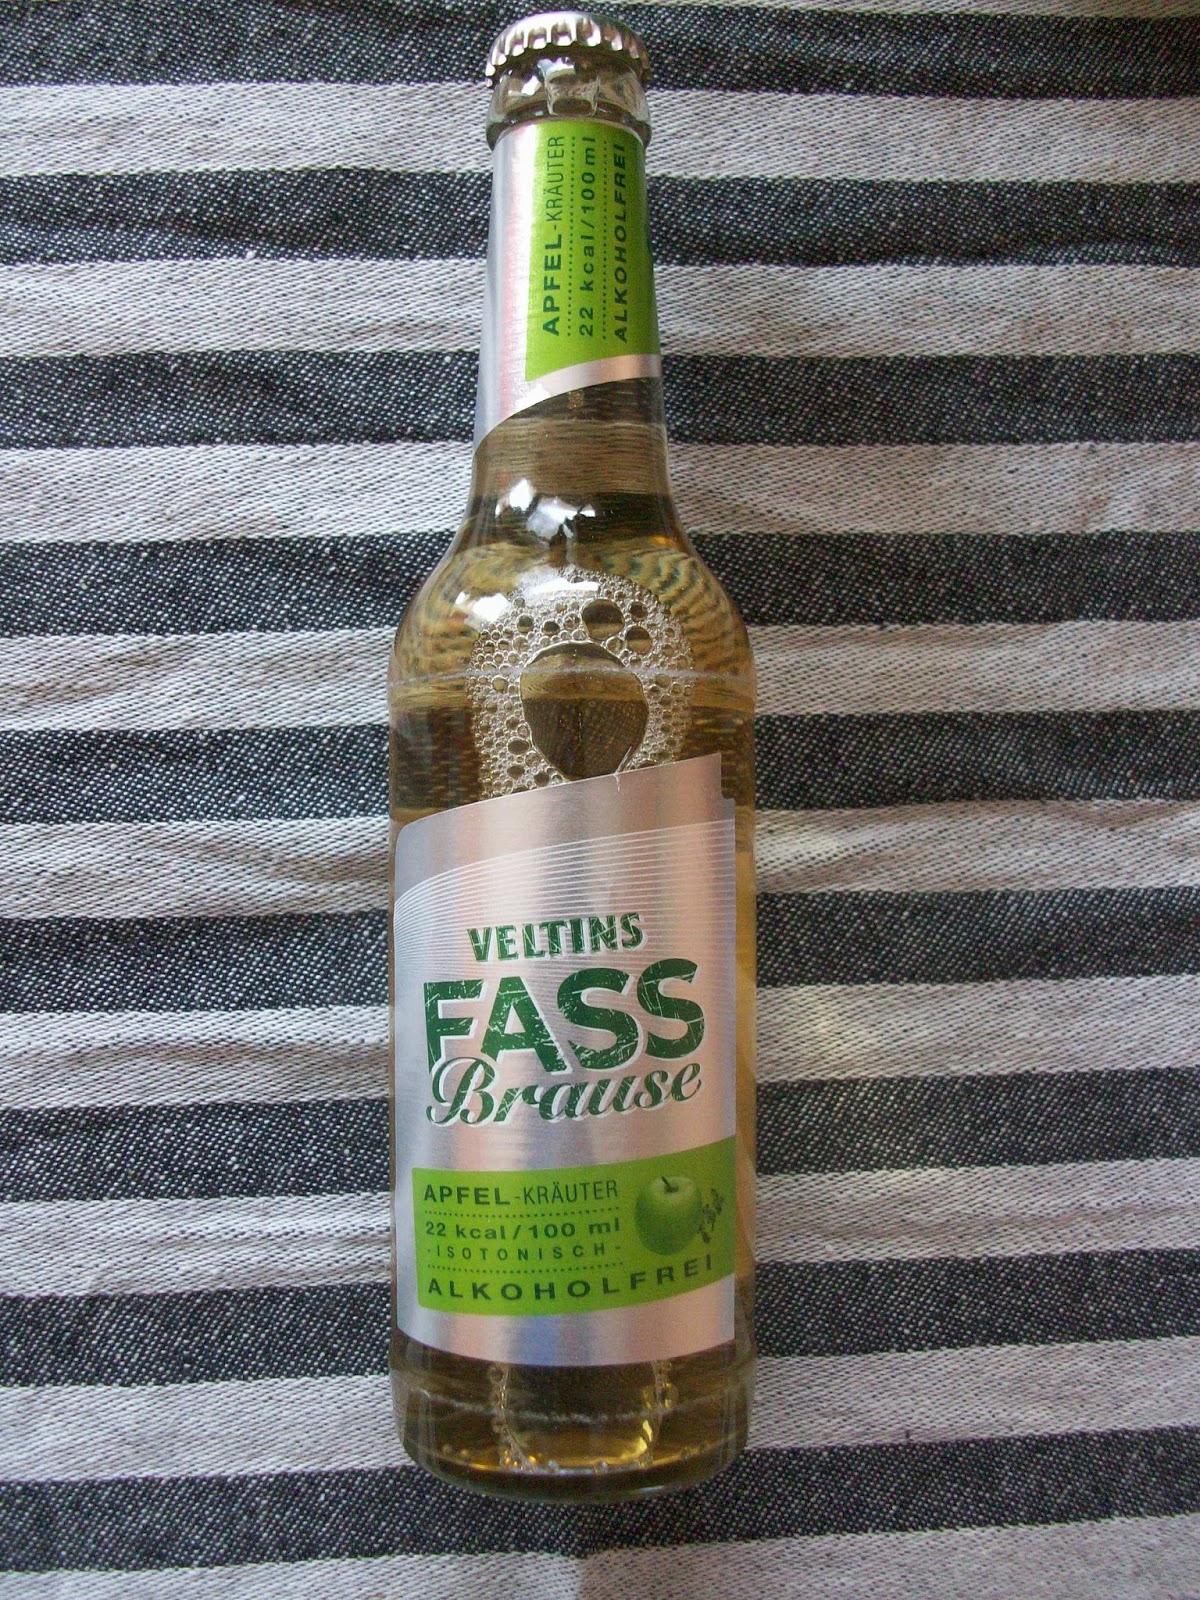 APFEL-KRÄUTER
22 kcal/100 ml
ALKOHOLFREI
VELTINS
FASS
Brause
APFEL-KRÄUTER
22 kcal/100 ml
-ISOTONISCH-
ALKOHOLFREI